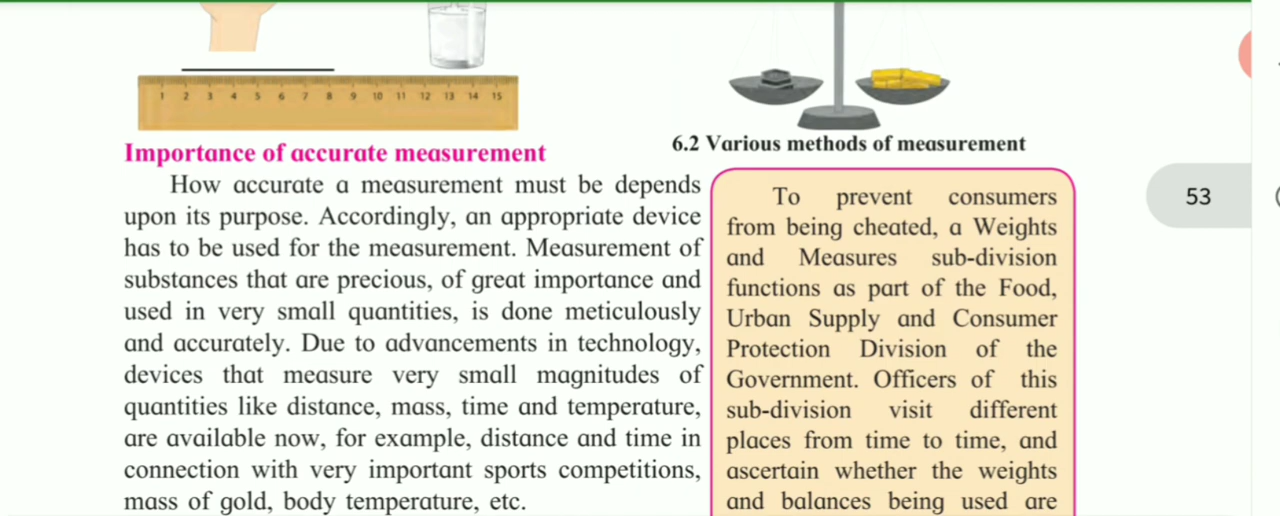 1 2 3 4 5 6 7 8 9 10 11 12 13 14 15
6.2 Various methods of measurement
Importance of accurate measurement
How accurate a measurement must be depends
upon its purpose. Accordingly, an appropriate device
has to be used for the measurement. Measurement of
substances that are precious, of great importance and
used in very small quantities, is done meticulously
and accurately. Due to advancements in technology,
devices that measure very small magnitudes of
quantities like distance, mass, time and temperature,
are available now, for example, distance and time in
connection with very important sports competitions,
mass of gold, body temperature, etc.
To prevent consumers
from being cheated, a Weights
and Measures sub-division
functions as part of the Food,
Urban Supply and Consumer
Protection Division of the
Government. Officers of this
sub-division visit different
places from time to time, and
ascertain whether the weights
and balances being used are
53